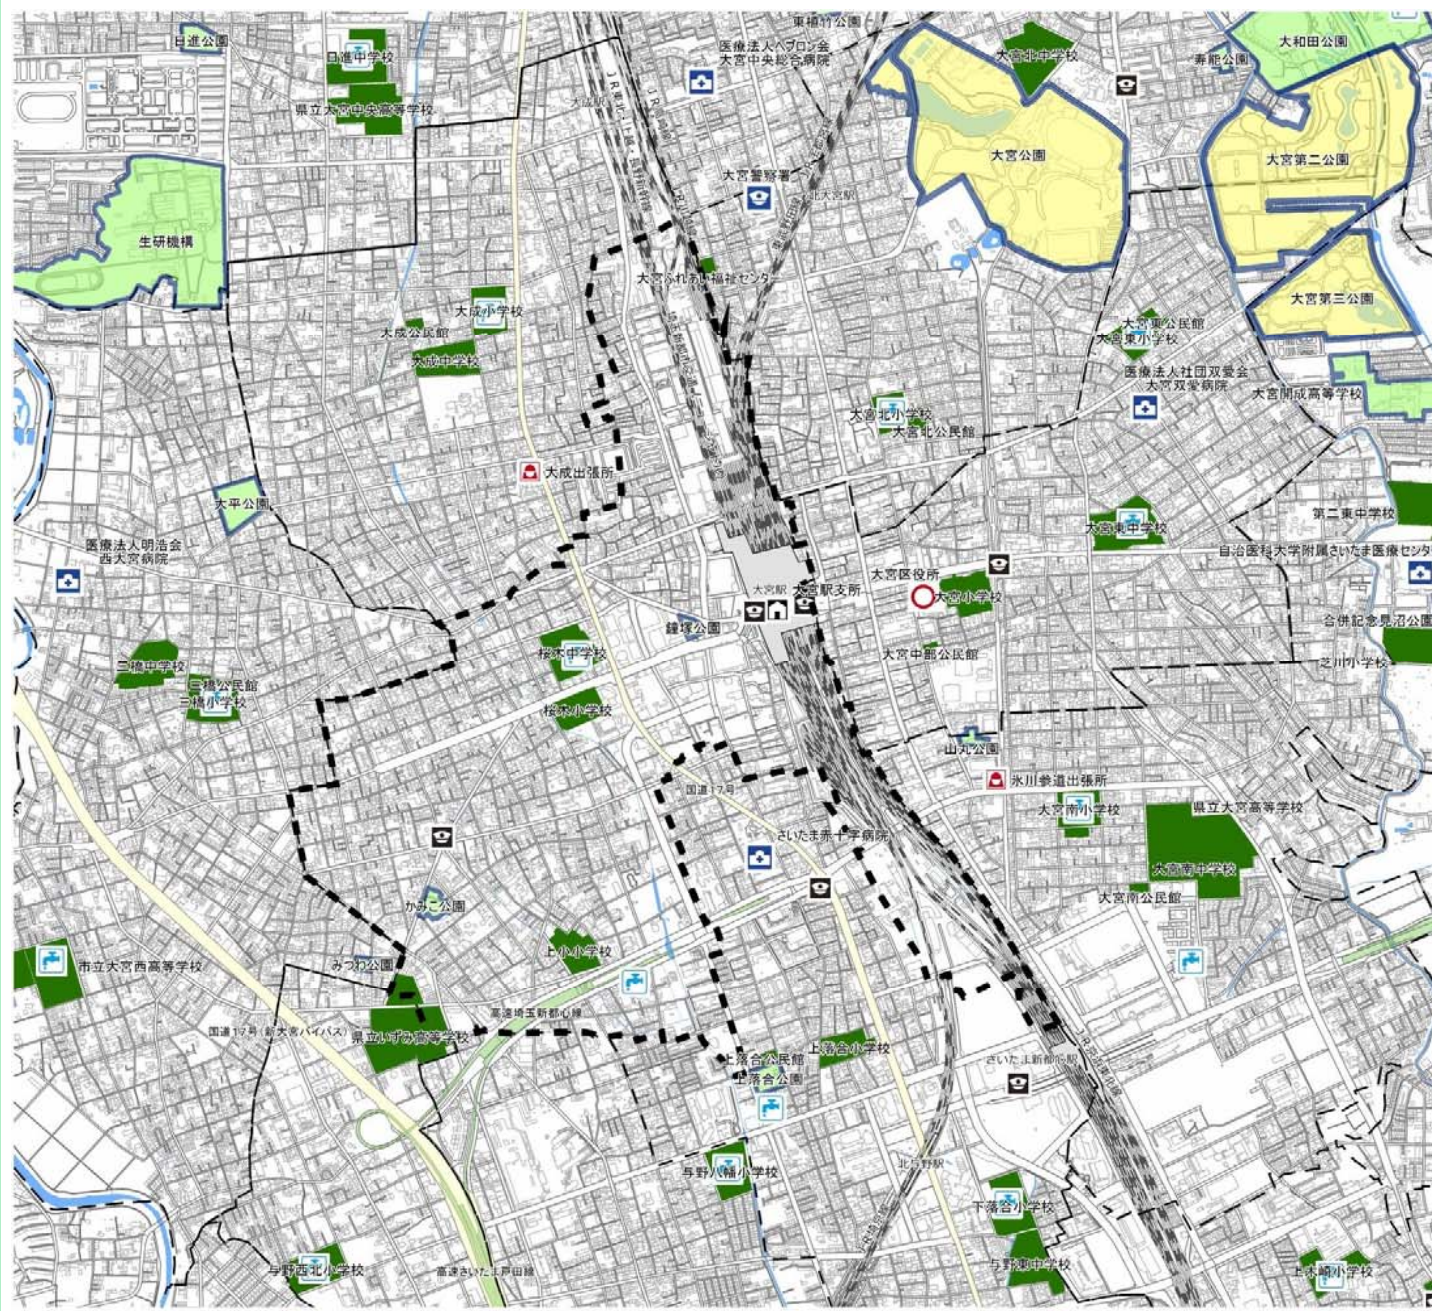 東植竹公園
日進公園
日進中学校
医療法人ヘブロン会
大宮中央総合病院
大宮北中学校
大和田公園
寿能公園
県立大宮中央高等学校
大成駅
大宮公園
大宮第二公園
大宮警察署
北大宮駅
生研機構
大宮ふれあい福祉センター
大宮第三公園
大成小学校
大成公民館
大成中学校
大宮東公民館
大宮東小学校
医療法人社団双愛会
大宮双愛病院
大宮開成高等学校
大宮北小学校
大宮北公民館
大成出張所
大平公園
第二東中学校
大宮東中学校
医療法人明浩会
西大宮病院
自治医科大学附属さいたま医療センタ
大宮区役所
大宮駅
大宮駅支所
大宮小学校
鐘塚公園
合併記念見沼公園
大宮中部公民館
桜木中学校
三橋中学校
芝川小学校
三橋公民館
三橋小学校
桜木小学校
山丸公園
氷川参道出張所
国道17号
大宮南小学校
県立大宮高等学校
さいたま赤十字病院
大宮南中学校
大宮南公民館
かみこ公園
上小小学校
みつわ公園
市立大宮西高等学校
高速埼玉新都心線
国道17号(新大宮バイパス)
県立いずみ高等学校
上落合小学校
上落合公民館
上落合公園
さいたま新都心駅
北与野駅
与野八幡小学校
下落合小学校
与野東中学校
与野西北小学校
高速さいたま戸田線
上木崎小学校